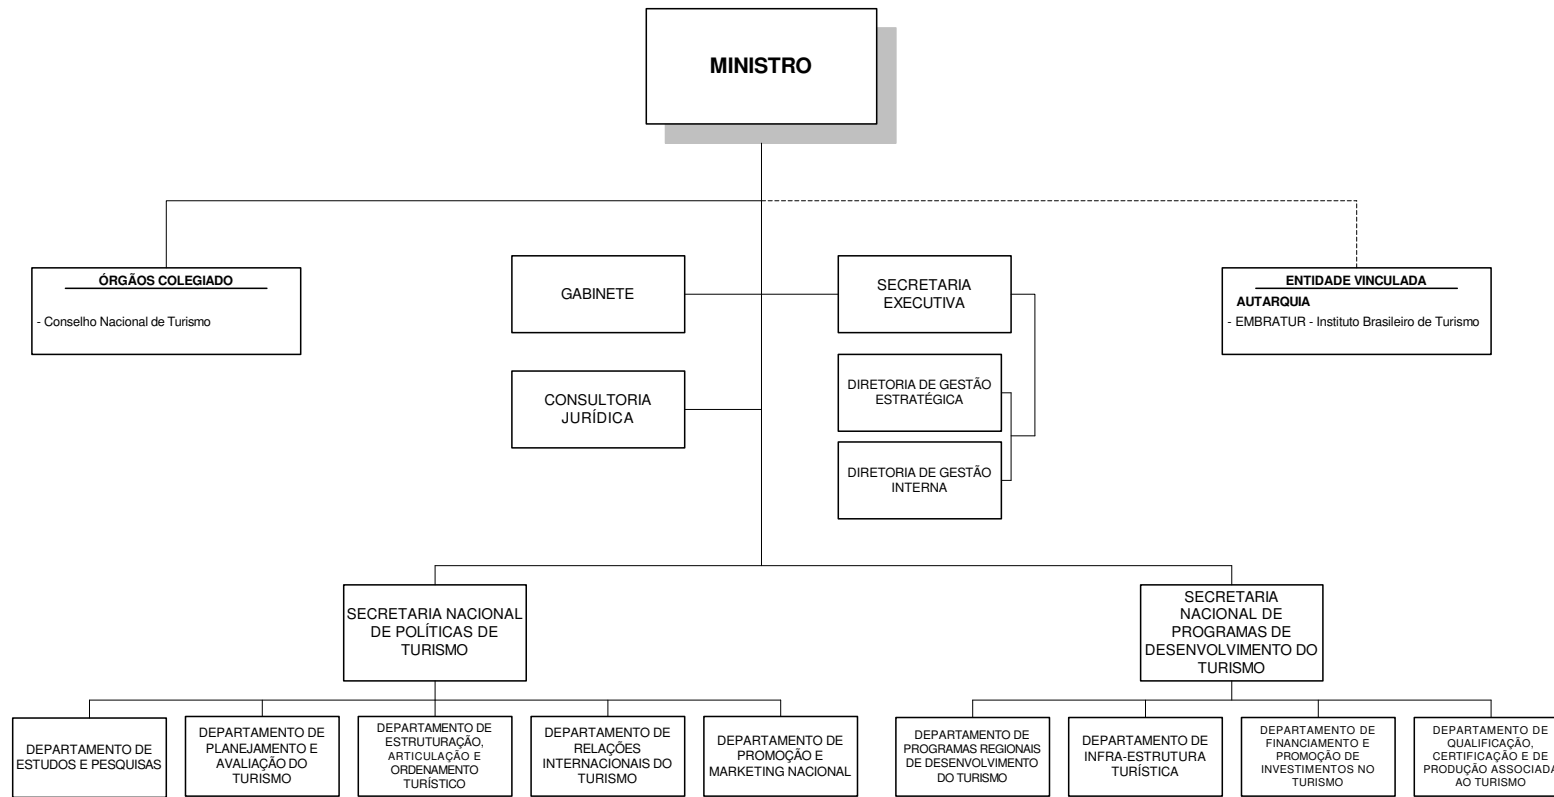 MINISTRO
ÓRGÃOS COLEGIADO
- Conselho Nacional de Turismo
GABINETE
SECRETARIA
EXECUTIVA
ENTIDADE VINCULADA
AUTARQUIA
- EMBRATUR - Instituto Brasileiro de Turismo
CONSULTORIA
JURÍDICA
DIRETORIA DE GESTÃO
ESTRATÉGICA
DIRETORIA DE GESTÃO
INTERNA
SECRETARIA NACIONAL
DE POLÍTICAS DE
TURISMO
SECRETARIA
NACIONAL DE
PROGRAMAS DE
DESENVOLVIMENTO DO
TURISMO
DEPARTAMENTO DE
ESTUDOS E PESQUISAS
DEPARTAMENTO DE
PLANEJAMENTO E
AVALIAÇÃO DO
TURISMO
DEPARTAMENTO DE
ESTRUTURAÇÃO,
ARTICULAÇÃO E
ORDENAMENTO
TURÍSTICO
DEPARTAMENTO DE
RELAÇÕES
INTERNACIONAIS DO
TURISMO
DEPARTAMENTO DE
PROMOÇÃO E
MARKETING NACIONAL
DEPARTAMENTO DE
PROGRAMAS REGIONAIS
DE DESENVOLVIMENTO
DO TURISMO
DEPARTAMENTO DE
INFRA-ESTRUTURA
TURÍSTICA
DEPARTAMENTO DE
FINANCIAMENTO E
PROMOÇÃO DE
INVESTIMENTOS NO
TURISMO
DEPARTAMENTO DE
QUALIFICAÇÃO,
CERTIFICAÇÃO E DE
PRODUÇÃO ASSOCIADA
AO TURISMO